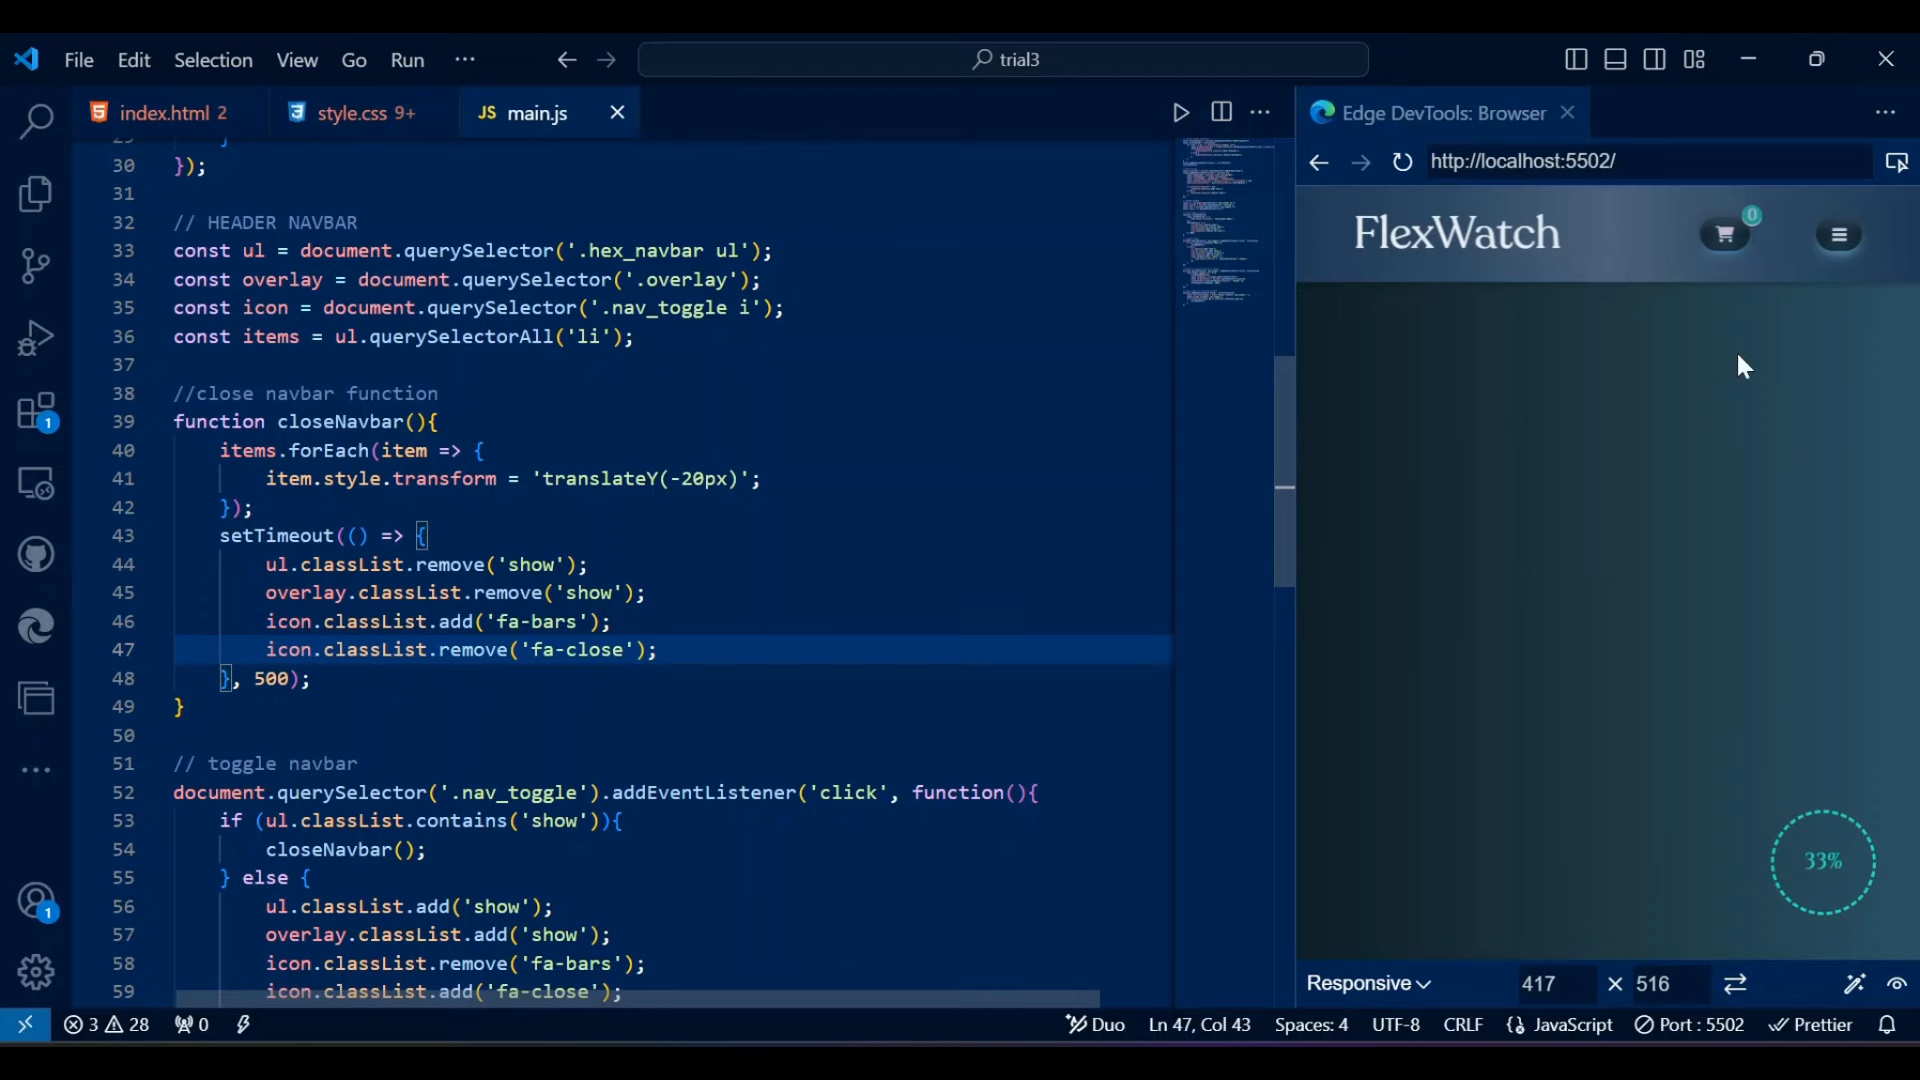 File Edit Selection View Go Run ···
trial3
index.html 2
style.css 9+
JS main.js
Edge DevTools: Browser
http://localhost:5502/
30 });
31
32 // HEADER NAVBAR
33 const ul = document.querySelector('.hex_navbar ul');
34 const overlay = document.querySelector('.overlay');
35 const icon = document.querySelector('.nav_toggle i');
36 const items = ul.querySelectorAll('li');
37
38 //close navbar function
39 function closeNavbar(){
40 items.forEach(item => {
41 item.style.transform = 'translateY(-20px)';
42 });
43 setTimeout(() => {
44 ul.classList.remove('show');
45 overlay.classList.remove('show');
46 icon.classList.add('fa-bars');
47 icon.classList.remove('fa-close');
48 }, 500);
49 }
50
51 // toggle navbar
52 document.querySelector('.nav_toggle').addEventListener('click', function(){
53 if (ul.classList.contains('show')){
54 closeNavbar();
55 } else {
56 ul.classList.add('show');
57 overlay.classList.add('show');
58 icon.classList.remove('fa-bars');
59 icon.classList.add('fa-close');
FlexWatch
0
33%
1
1
Responsive 417 × 516
3 28 0
Duo Ln 47, Col 43 Spaces: 4 UTF-8 CRLF JavaScript Port : 5502 Prettier